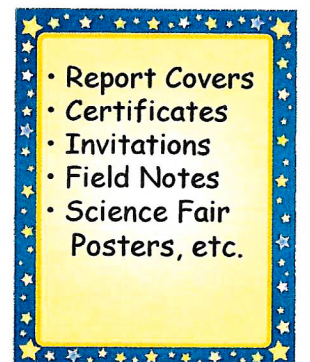 · Report Covers
· Certificates
· Invitations
· Field Notes
· Science Fair
Posters, etc.